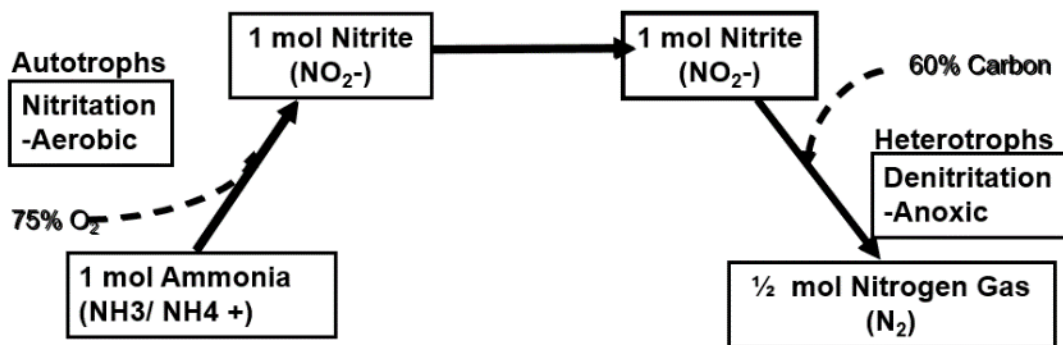 1 mol Nitrite
(NO₂-)
1 mol Nitrite
(NO₂-)
Autotrophs
Nitritation
-Aerobic
60% Carbon
Heterotrophs
Denitritation
-Anoxic
75% O₂
1 mol Ammonia
(NH3/ NH4 +)
½ mol Nitrogen Gas
(N₂)